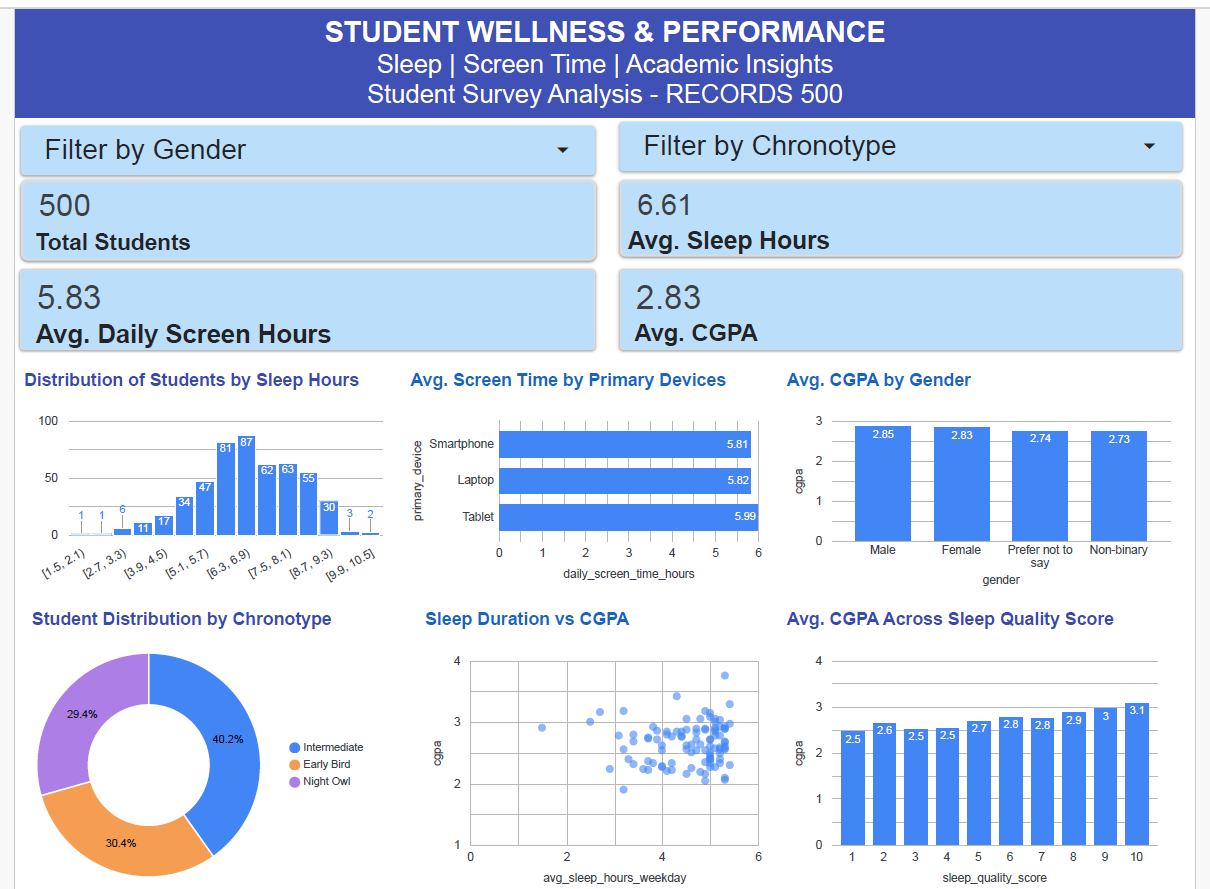 STUDENT WELLNESS & PERFORMANCE
Sleep | Screen Time | Academic Insights
Student Survey Analysis - RECORDS 500
Filter by Gender
Filter by Chronotype
500
Total Students
6.61
Avg. Sleep Hours
5.83
Avg. Daily Screen Hours
2.83
Avg. CGPA
Distribution of Students by Sleep Hours
100
50
0
1
1
6
11
17
34
47
81
87
62
63
55
30
3
2
[1.5, 2.1)
[2.7, 3.3)
[3.9, 4.5)
[5.1, 5.7)
[6.3, 6.9)
[7.5, 8.1)
[8.7, 9.3)
[9.9, 10.5]
Avg. Screen Time by Primary Devices
primary_device
Smartphone
5.81
Laptop
5.82
Tablet
5.99
0 1 2 3 4 5 6
daily_screen_time_hours
Avg. CGPA by Gender
cgpa
3
2
1
0
2.85
2.83
2.74
2.73
Male
Female
Prefer not to
say
Non-binary
gender
Student Distribution by Chronotype
29.4%
40.2%
30.4%
Intermediate
Early Bird
Night Owl
Sleep Duration vs CGPA
cgpa
4
3
2
1
0 2 4 6
avg_sleep_hours_weekday
Avg. CGPA Across Sleep Quality Score
cgpa
4
3
2
1
0
2.5
2.6
2.5
2.5
2.7
2.8
2.8
2.9
3
3.1
1 2 3 4 5 6 7 8 9 10
sleep_quality_score